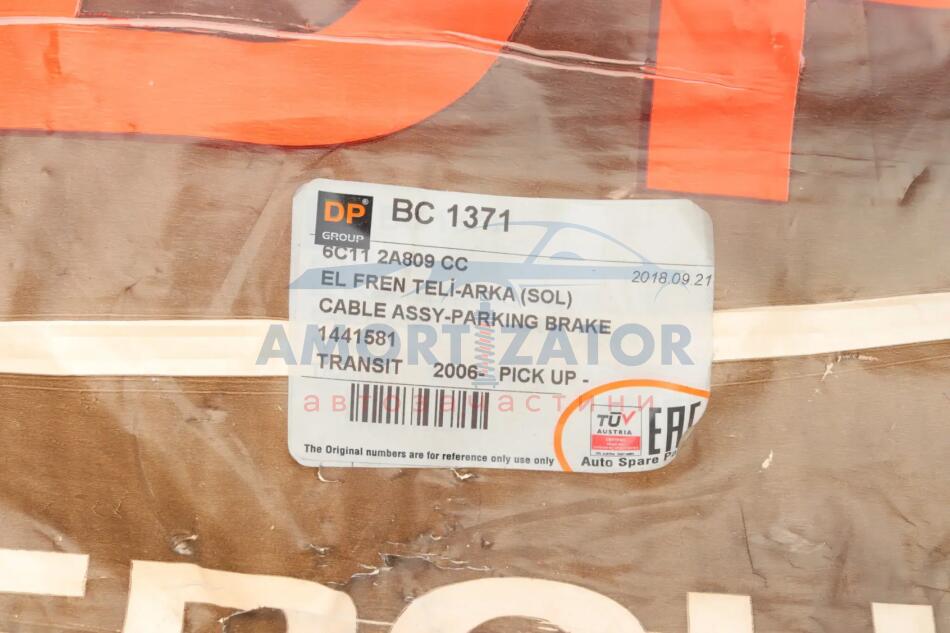 DP
DP® GROUP
BC 1371
6C11 2A809 CC
2018.09.21
EL FREN TELİ-ARKA (SOL)
CABLE ASSY-PARKING BRAKE
1441581
AMORTIZATOR
TRANSIT 2006- PICK UP -
автозапчастини
TÜV
AUSTRIA
EAC
The Original numbers are for reference only use only
Auto Spare Pa
GROUP